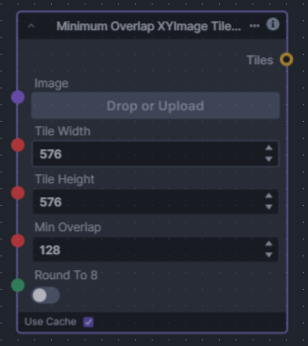 Minimum Overlap XYImage Tile...
Tiles
Image
Drop or Upload
Tile Width
576
Tile Height
576
Min Overlap
128
Round To 8
Use Cache